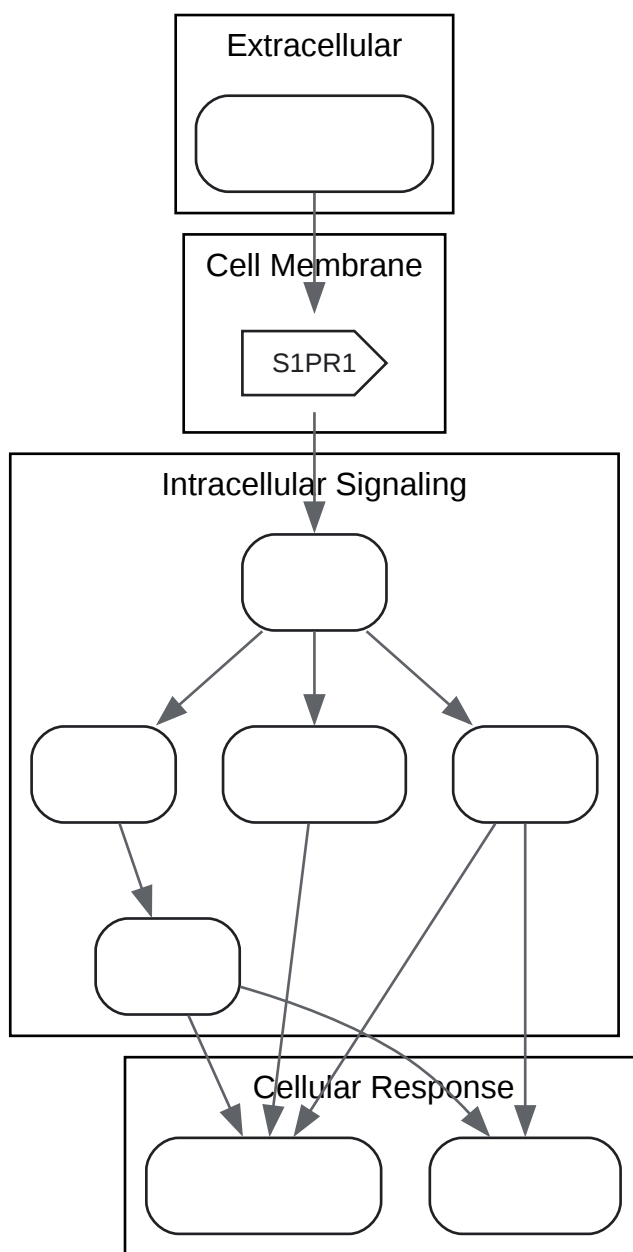 Extracellular
Cell Membrane
S1PR1
Intracellular Signaling
Cellular Response